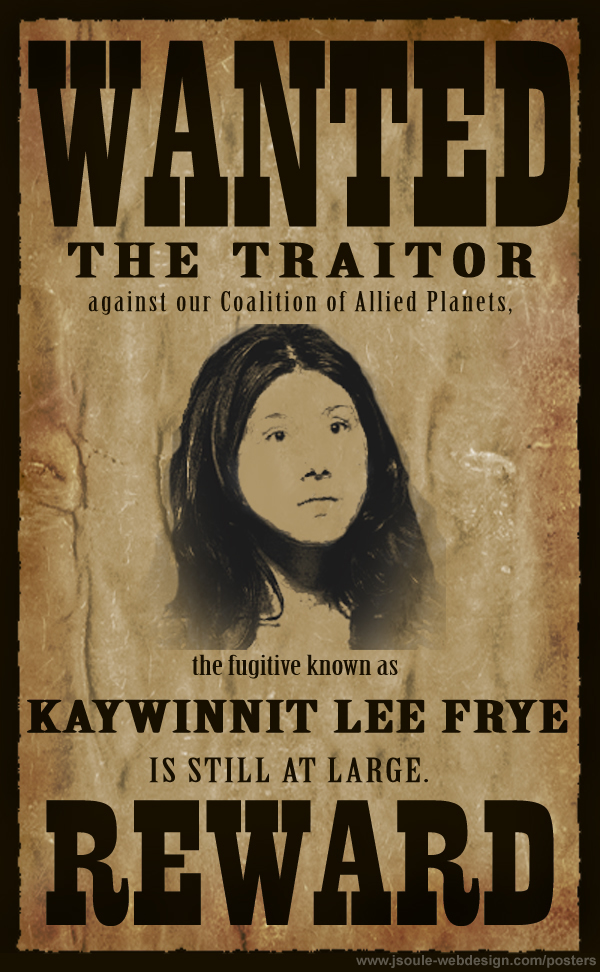 WANTED
THE TRAITOR
against our Coalition of Allied Planets,
the fugitive known as
KAYWINNIT LEE FRYE
IS STILL AT LARGE.
REWARD
www.jsoule-webdesign.com/posters